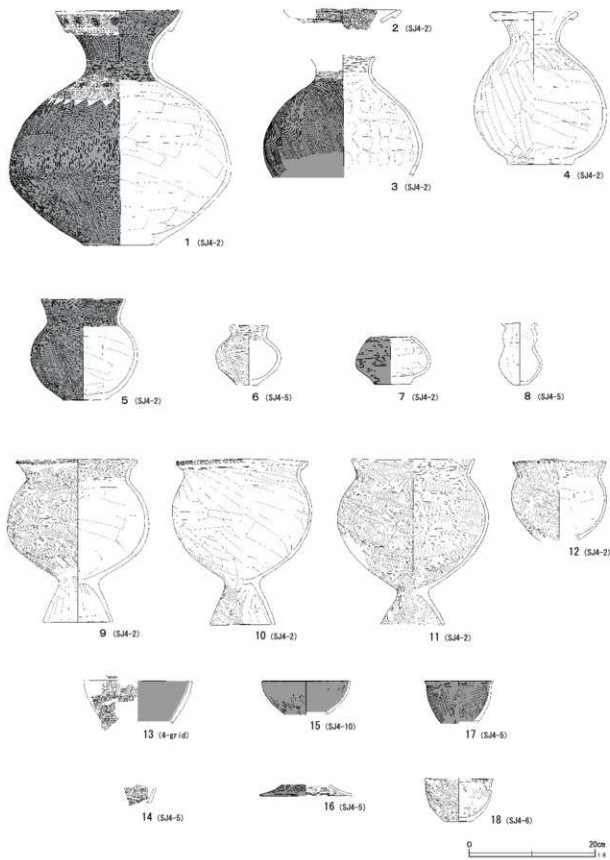 1 (SJ4-2)
2 (SJ4-2)
3 (SJ4-2)
4 (SJ4-2)
5 (SJ4-2)
6 (SJ4-5)
7 (SJ4-2)
8 (SJ4-5)
9 (SJ4-2)
10 (SJ4-2)
11 (SJ4-2)
12 (SJ4-2)
13 (4-grid)
15 (SJ4-10)
17 (SJ4-5)
14 (SJ4-5)
16 (SJ4-5)
18 (SJ4-6)
0 20cm